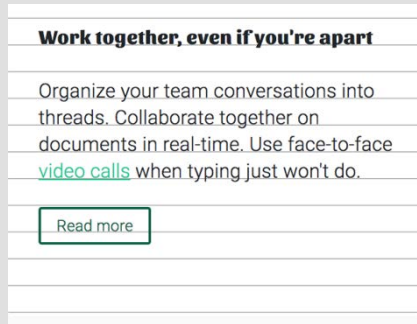 Work together, even if you're apart
Organize your team conversations into
threads. Collaborate together on
documents in real-time. Use face-to-face
video calls when typing just won't do.
Read more